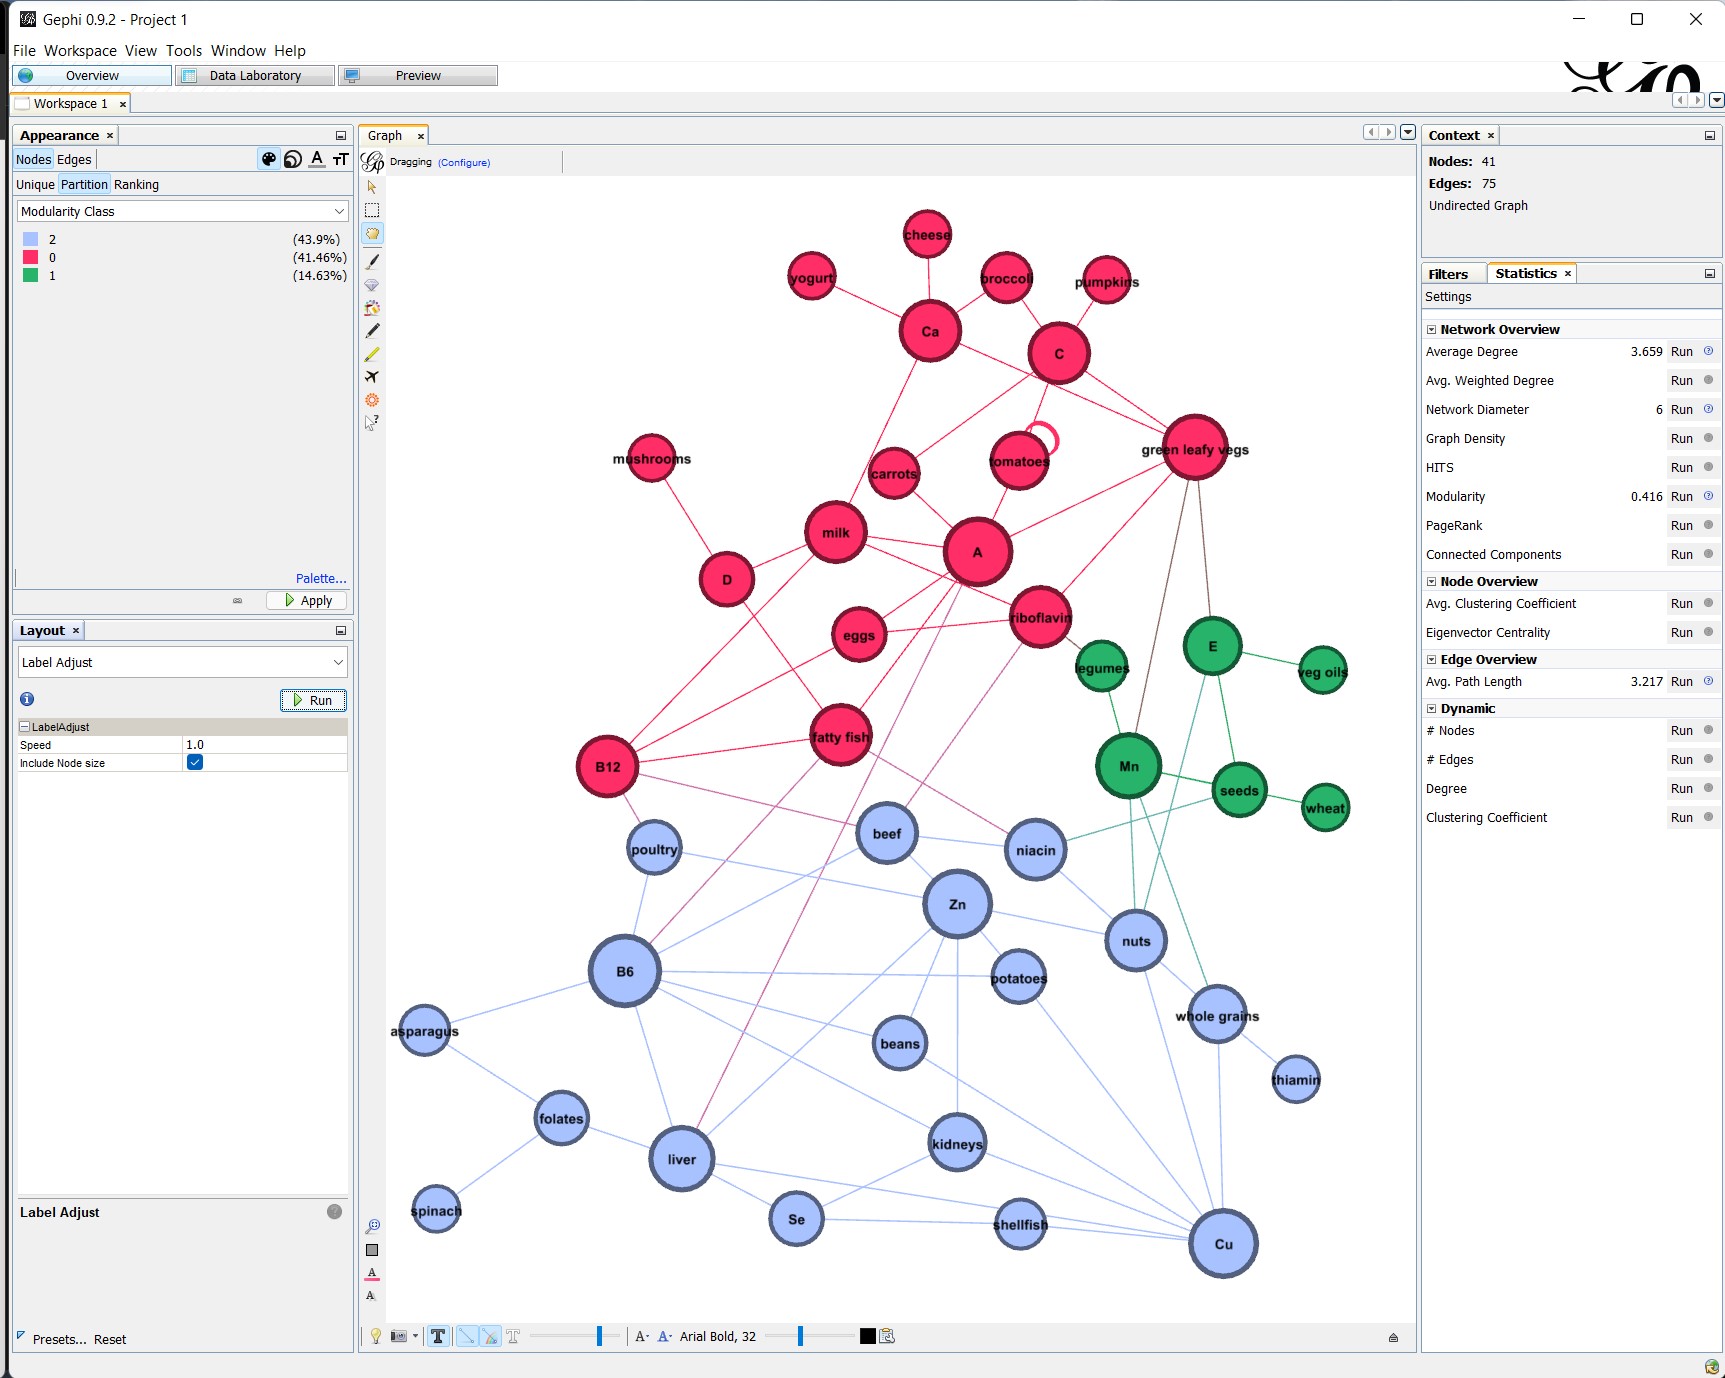 Gephi 0.9.2 - Project 1
File Workspace View Tools Window Help
Overview Data Laboratory Preview
Workspace 1
Appearance
Nodes Edges
Unique Partition Ranking
Modularity Class
2 (43.9%)
0 (41.46%)
1 (14.63%)
Palette...
Apply
Layout
Label Adjust
Run
LabelAdjust
Speed 1.0
Include Node size
Label Adjust
Presets... Reset
Graph
Dragging (Configure)
cheese
yogurt
broccoli
pumpkins
Ca
C
mushrooms
carrots
tomatoes
green leafy vegs
milk
A
D
eggs
riboflavin
legumes
E
veg oils
B12
fatty fish
Mn
seeds
wheat
poultry
beef
niacin
Zn
nuts
B6
potatoes
asparagus
beans
whole grains
thiamin
folates
liver
kidneys
spinach
Se
shellfish
Cu
Arial Bold, 32
Context
Nodes: 41
Edges: 75
Undirected Graph
Filters Statistics
Settings
Network Overview
Average Degree 3.659 Run
Avg. Weighted Degree Run
Network Diameter 6 Run
Graph Density Run
HITS Run
Modularity 0.416 Run
PageRank Run
Connected Components Run
Node Overview
Avg. Clustering Coefficient Run
Eigenvector Centrality Run
Edge Overview
Avg. Path Length 3.217 Run
Dynamic
# Nodes Run
# Edges Run
Degree Run
Clustering Coefficient Run